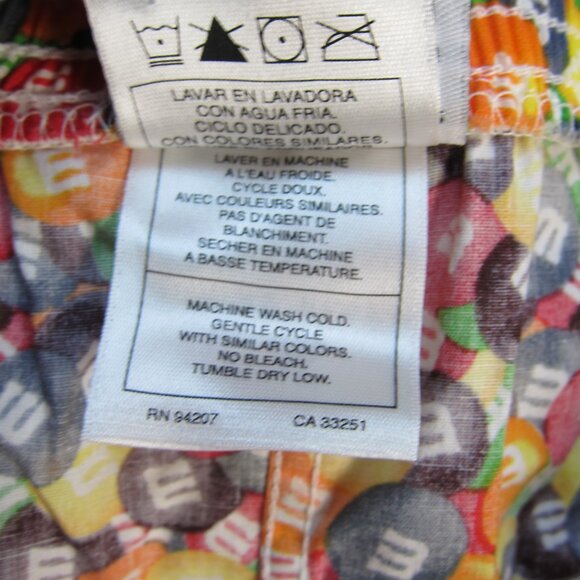 LAVAR EN LAVADORA
CON AGUA FRIA.
CICLO DELICADO.
CON COLORES SIMILARES.
LAVER EN MACHINE
A L'EAU FROIDE.
CYCLE DOUX.
AVEC COULEURS SIMILAIRES.
PAS D'AGENT DE
BLANCHIMENT.
SECHER EN MACHINE
A BASSE TEMPERATURE.
MACHINE WASH COLD.
GENTLE CYCLE
WITH SIMILAR COLORS.
NO BLEACH.
TUMBLE DRY LOW.
RN 94207 CA 33251
m
m
m
m
m
m
m